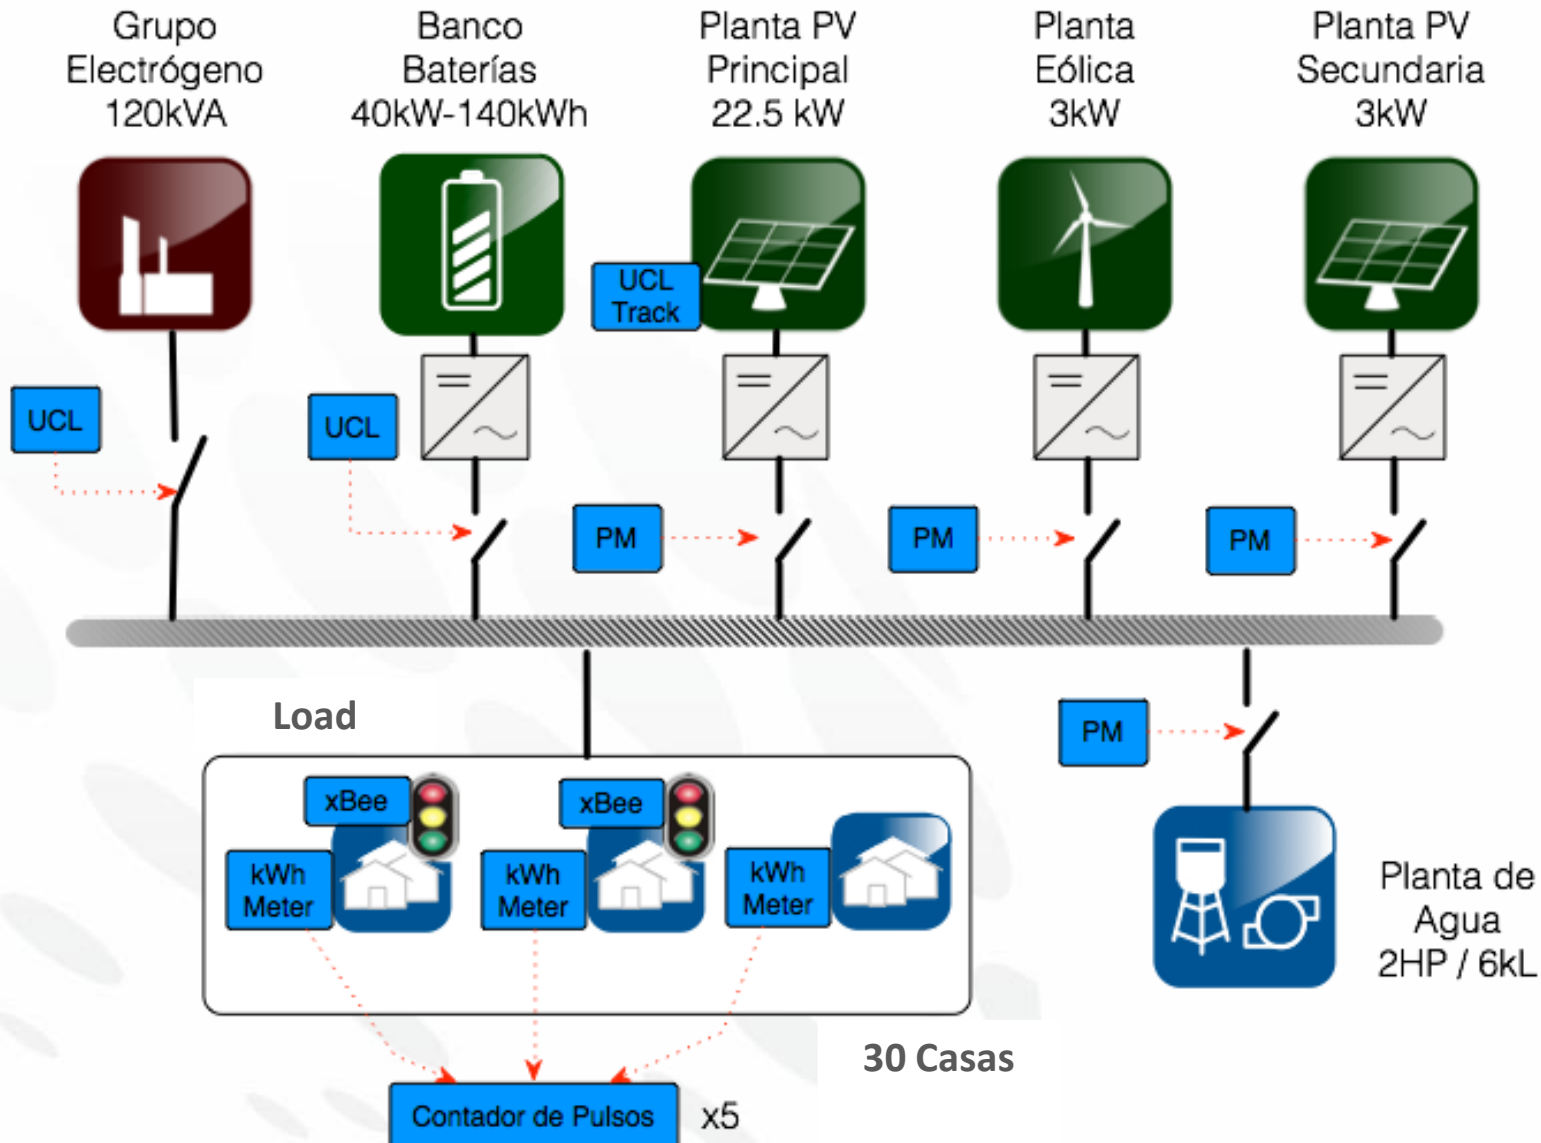 Grupo
Electrógeno
120kVA
Banco
Baterías
40kW-140kWh
Planta PV
Principal
22.5 kW
Planta
Eólica
3kW
Planta PV
Secundaria
3kW
UCL
Track
UCL
UCL
PM
PM
PM
Load
PM
xBee
xBee
kWh
Meter
kWh
Meter
kWh
Meter
Planta de
Agua
2HP / 6kL
30 Casas
Contador de Pulsos
x5